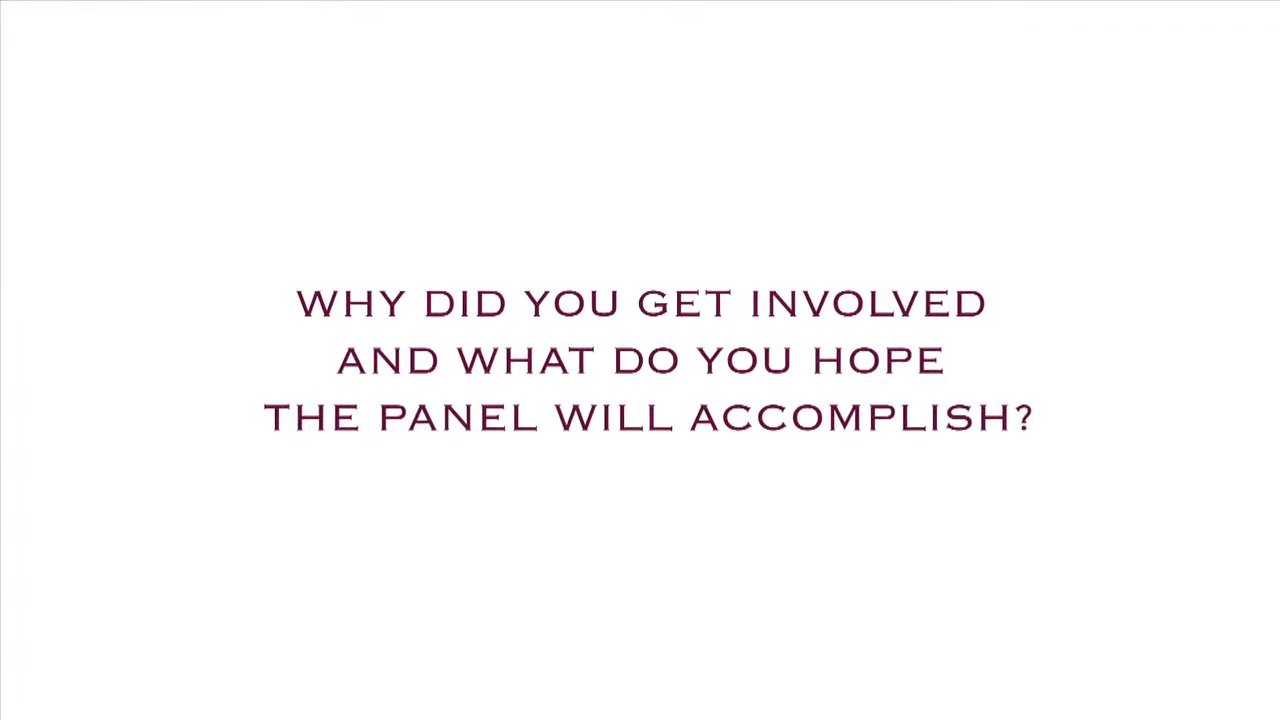 WHY DID YOU GET INVOLVED
AND WHAT DO YOU HOPE
THE PANEL WILL ACCOMPLISH?